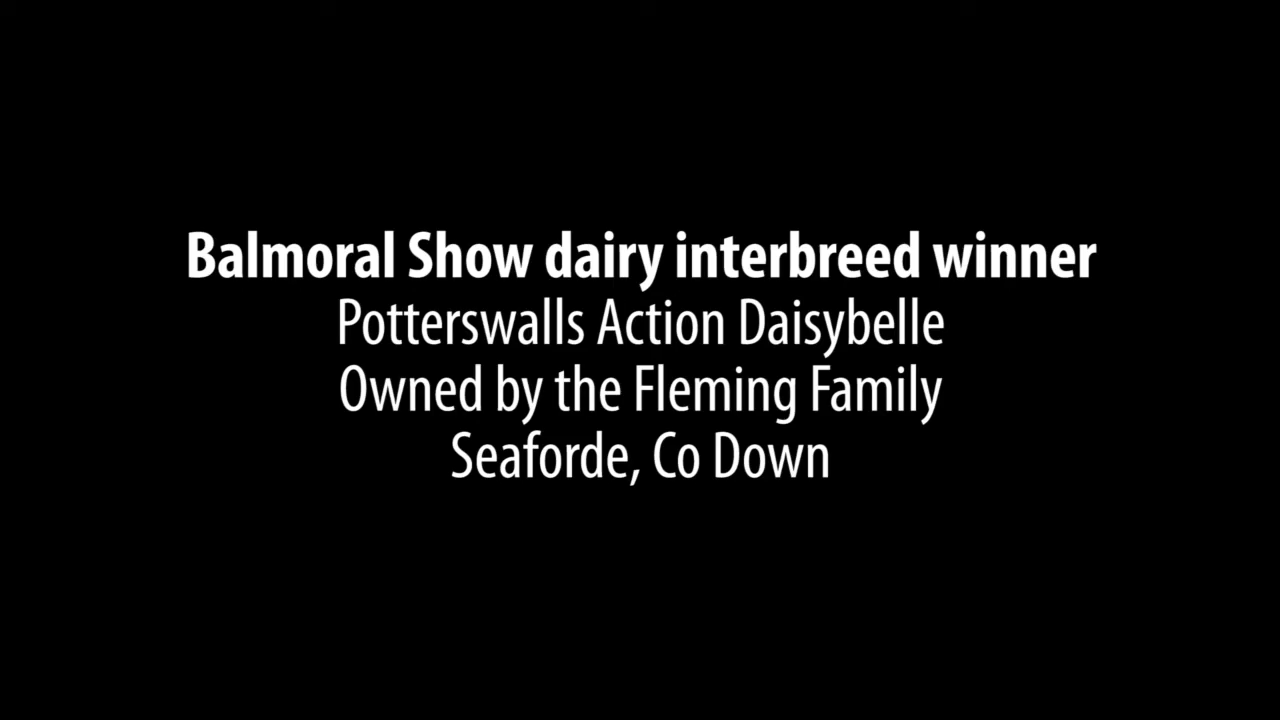 Balmoral Show dairy interbreed winner
Potterswalls Action Daisybelle
Owned by the Fleming Family
Seaforde, Co Down